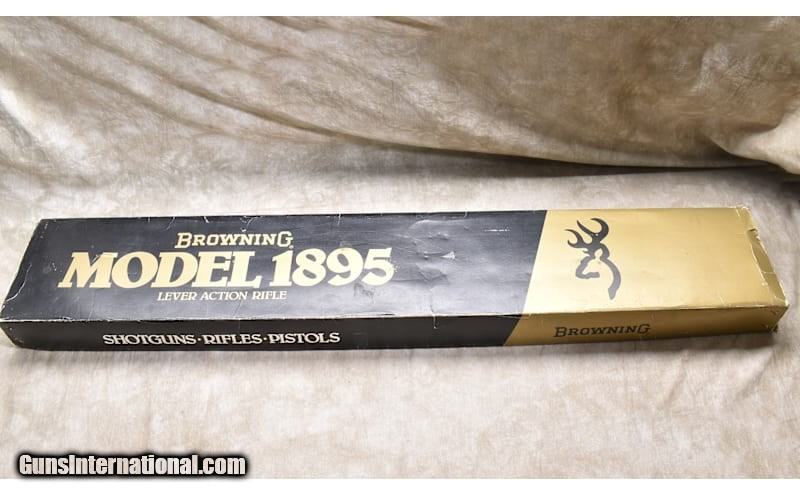 BROWNING
MODEL 1895
LEVER ACTION RIFLE
SHOTGUNS·RIFLES·PISTOLS
BROWNING
GunsInternational.com